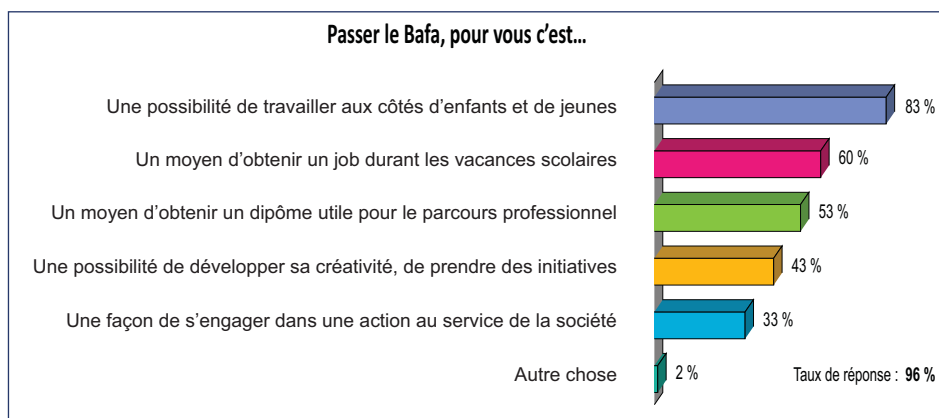 Passer le Bafa, pour vous c’est...
Une possibilité de travailler aux côtés d’enfants et de jeunes
83 %
Un moyen d’obtenir un job durant les vacances scolaires
60 %
Un moyen d’obtenir un dipôme utile pour le parcours professionnel
53 %
Une possibilité de développer sa créativité, de prendre des initiatives
43 %
Une façon de s’engager dans une action au service de la société
33 %
Autre chose
2 %
Taux de réponse : 96 %